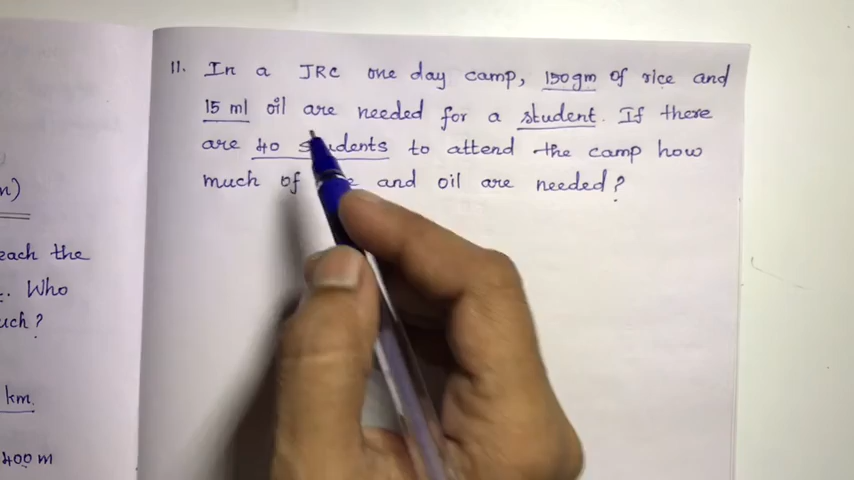 11. In a JRC one day camp, 150gm of rice and
15 ml oil are needed for a student. If there
are 40 students to attend the camp how
much of and oil are needed?
m)
each the
. Who
uch?
km.
400 m